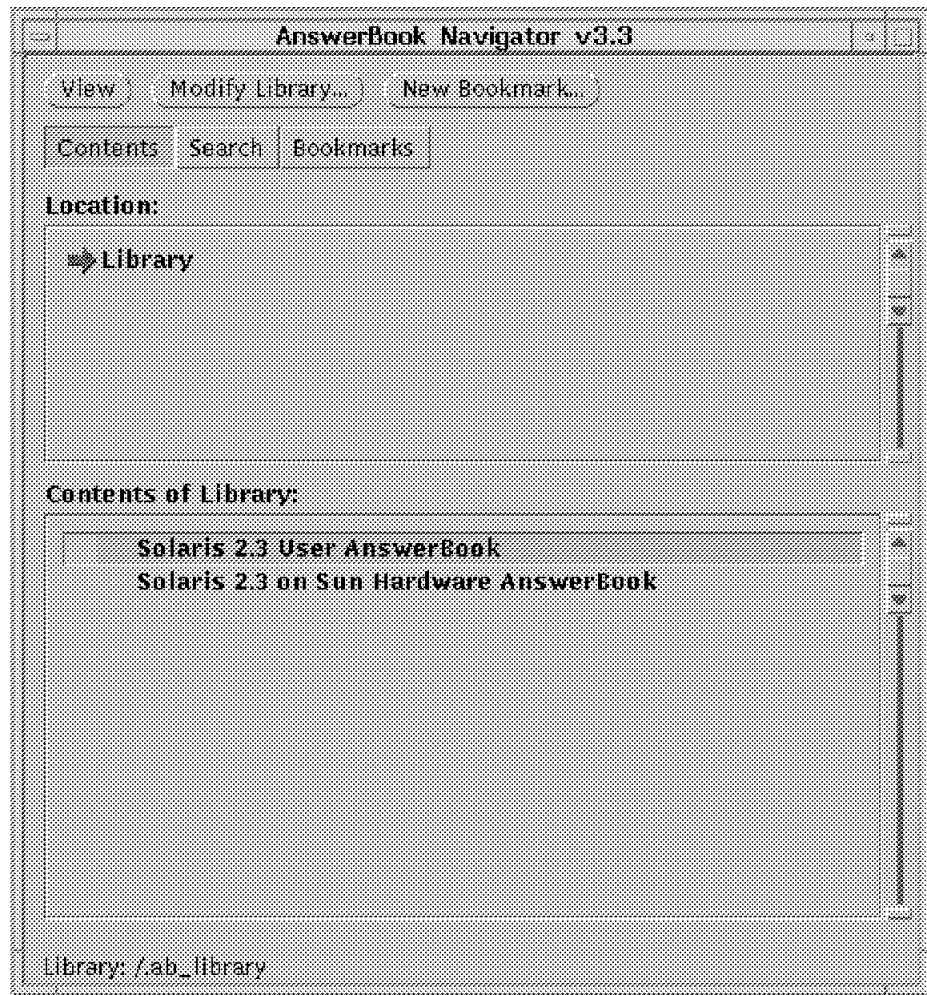 AnswerBook Navigator v3.3
View Modify Library... New Bookmark...
Contents Search Bookmarks
Location:
Library
Contents of Library:
Solaris 2.3 User AnswerBook
Solaris 2.3 on Sun Hardware AnswerBook
Library: /.ab_library